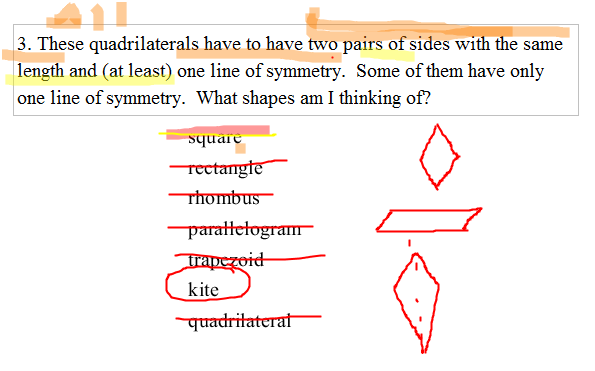 All
3. These quadrilaterals have to have two pairs of sides with the same
length and (at least) one line of symmetry. Some of them have only
one line of symmetry. What shapes am I thinking of?
square
rectangle
rhombus
parallelogram
trapezoid
kite
quadrilateral